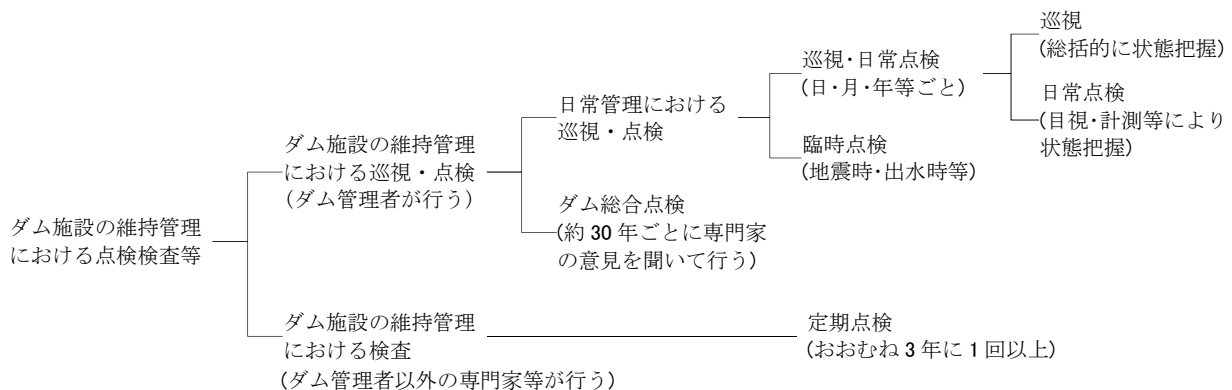 ダム施設の維持管理
における点検検査等
ダム施設の維持管理
における巡視・点検
(ダム管理者が行う)
日常管理における
巡視・点検
巡視・日常点検
(日・月・年等ごと)
巡視
(総括的に状態把握)
日常点検
(目視・計測等により
状態把握)
臨時点検
(地震時・出水時等)
ダム総合点検
(約 30 年ごとに専門家
の意見を聞いて行う)
ダム施設の維持管理
における検査
(ダム管理者以外の専門家等が行う)
定期点検
(おおむね 3 年に 1 回以上)